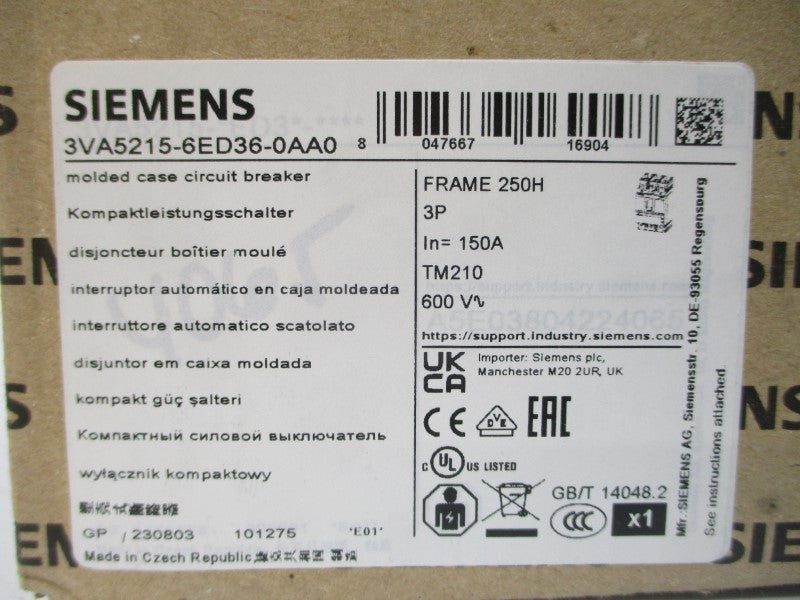 SIEMENS
3VA5215-6ED36-0AA0
8 047667 16904
molded case circuit breaker
Kompaktleistungsschalter
disjoncteur boîtier moulé
interruptor automático en caja moldeada
interruttore automatico scatolato
disjuntor em caixa moldada
kompakt güç şalteri
Компактный силовой выключатель
wyłącznik kompaktowy
GP / 230803 101275 'E01'
Made in Czech Republic
FRAME 250H
3P
In= 150A
TM210
600 V∿
https://support.industry.siemens.com
A5E03804224065
UK
CA
Importer: Siemens plc,
Manchester M20 2UR, UK
CE DVE EAC
C UL US LISTED
GB/T 14048.2
CCC x1
Mfr.:SIEMENS AG, Siemensstr. 10, DE-93055 Regensburg
See instructions attached.